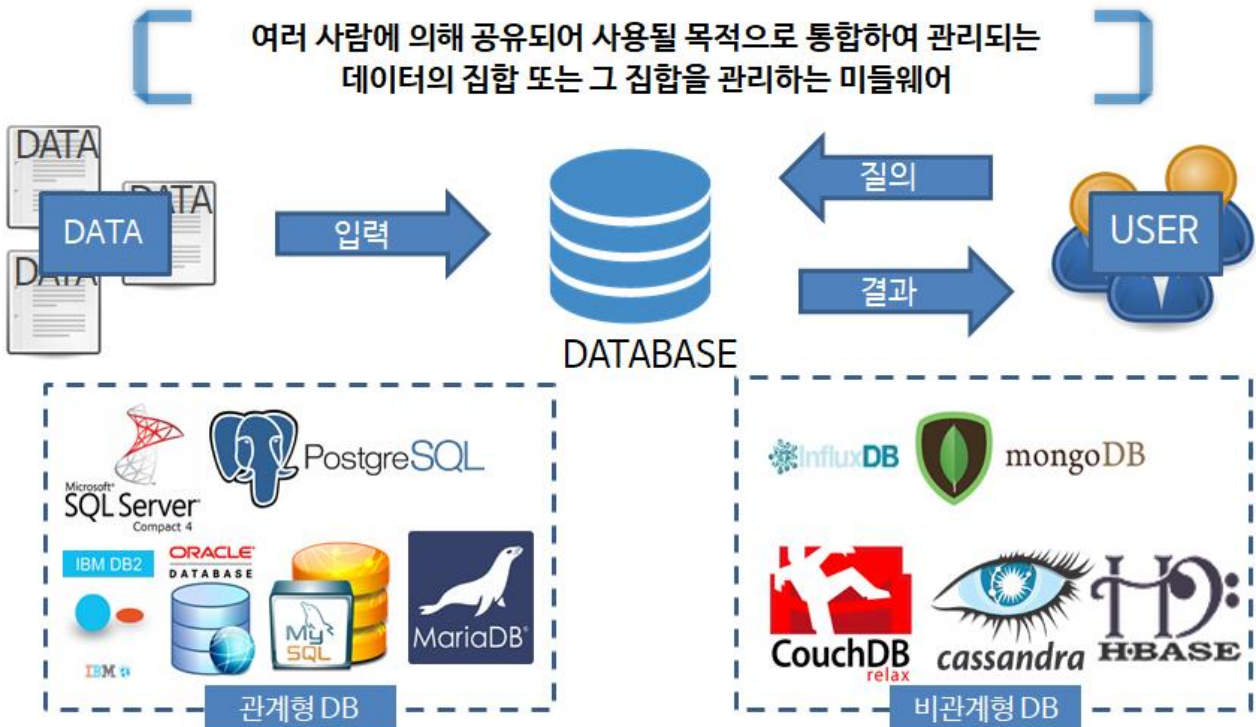 여러 사람에 의해 공유되어 사용될 목적으로 통합하여 관리되는
데이터의 집합 또는 그 집합을 관리하는 미들웨어
DATA
DATA
DATA
DATA
입력
DATABASE
질의
결과
USER
Microsoft®
SQL Server®
Compact 4
PostgreSQL
IBM DB2
IBM
ORACLE®
DATABASE
My
SQL
MariaDB®
관계형 DB
InfluxDB
mongoDB
CouchDB
relax
cassandra
HBASE
비관계형 DB